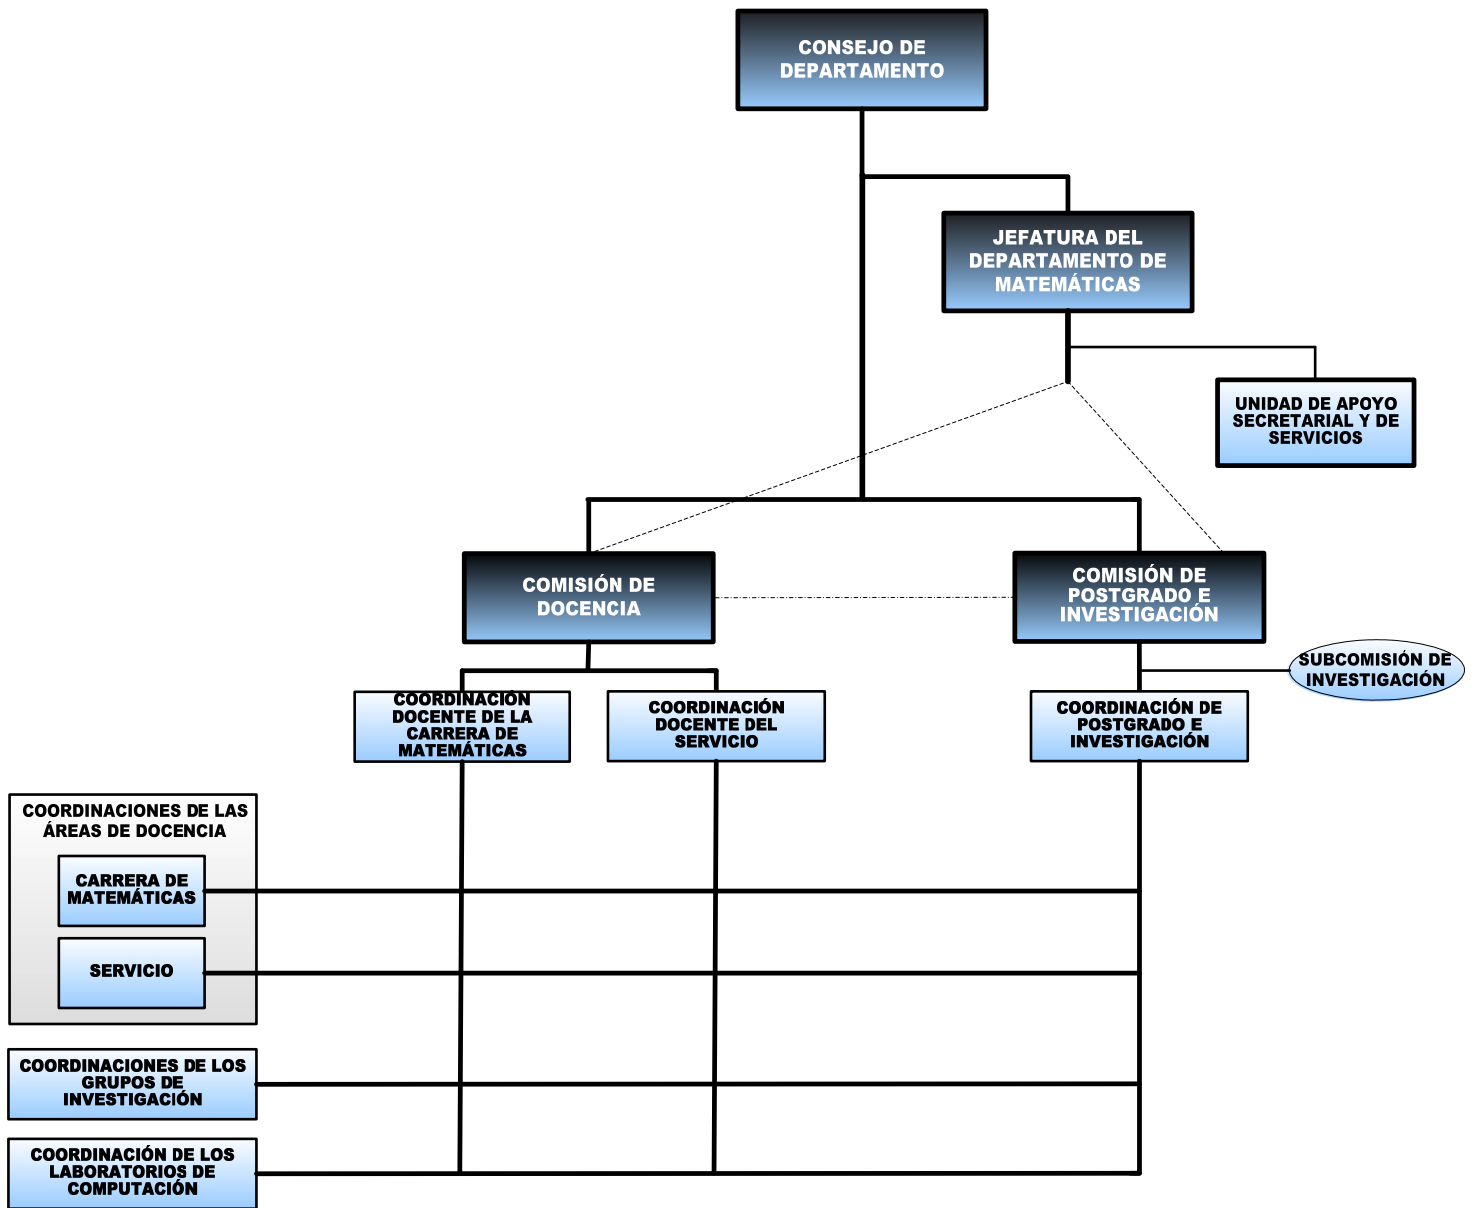 CONSEJO DE
DEPARTAMENTO
JEFATURA DEL
DEPARTAMENTO DE
MATEMÁTICAS
UNIDAD DE APOYO
SECRETARIAL Y DE
SERVICIOS
COMISIÓN DE
DOCENCIA
COMISIÓN DE
POSTGRADO E
INVESTIGACIÓN
SUBCOMISIÓN DE
INVESTIGACIÓN
COORDINACIÓN
DOCENTE DE LA
CARRERA DE
MATEMÁTICAS
COORDINACIÓN
DOCENTE DEL
SERVICIO
COORDINACIÓN DE
POSTGRADO E
INVESTIGACIÓN
COORDINACIONES DE LAS
ÁREAS DE DOCENCIA
CARRERA DE
MATEMÁTICAS
SERVICIO
COORDINACIONES DE LOS
GRUPOS DE
INVESTIGACIÓN
COORDINACIÓN DE LOS
LABORATORIOS DE
COMPUTACIÓN